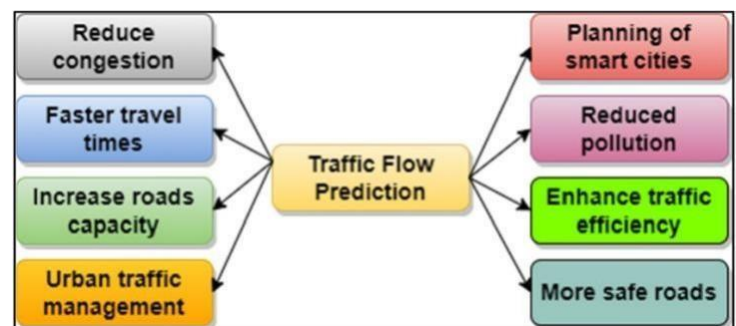 Reduce
congestion
Faster travel
times
Increase roads
capacity
Urban traffic
management
Traffic Flow
Prediction
Planning of
smart cities
Reduced
pollution
Enhance traffic
efficiency
More safe roads